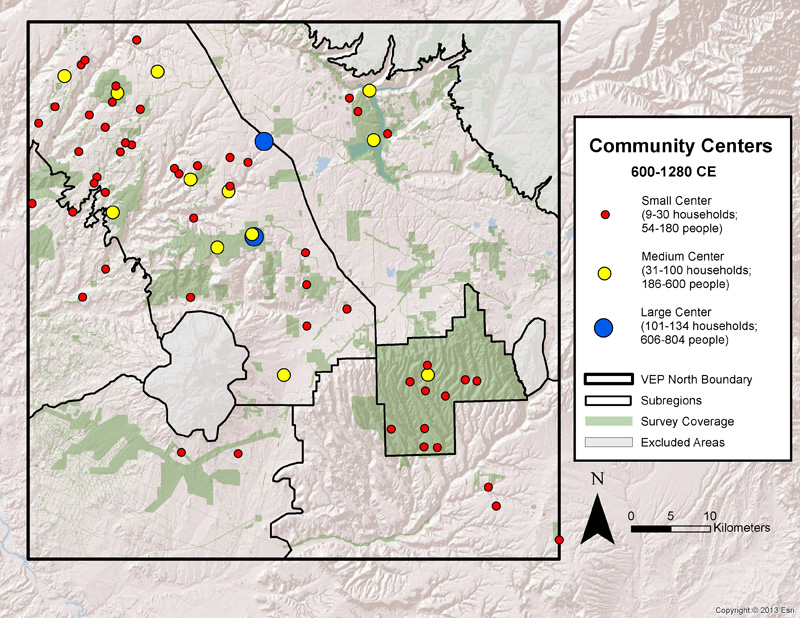 Community Centers
600-1280 CE
Small Center
(9-30 households;
54-180 people)
Medium Center
(31-100 households;
186-600 people)
Large Center
(101-134 households;
606-804 people)
VEP North Boundary
Subregions
Survey Coverage
Excluded Areas
N
0 5 10
Kilometers
Copyright:© 2013 Esri